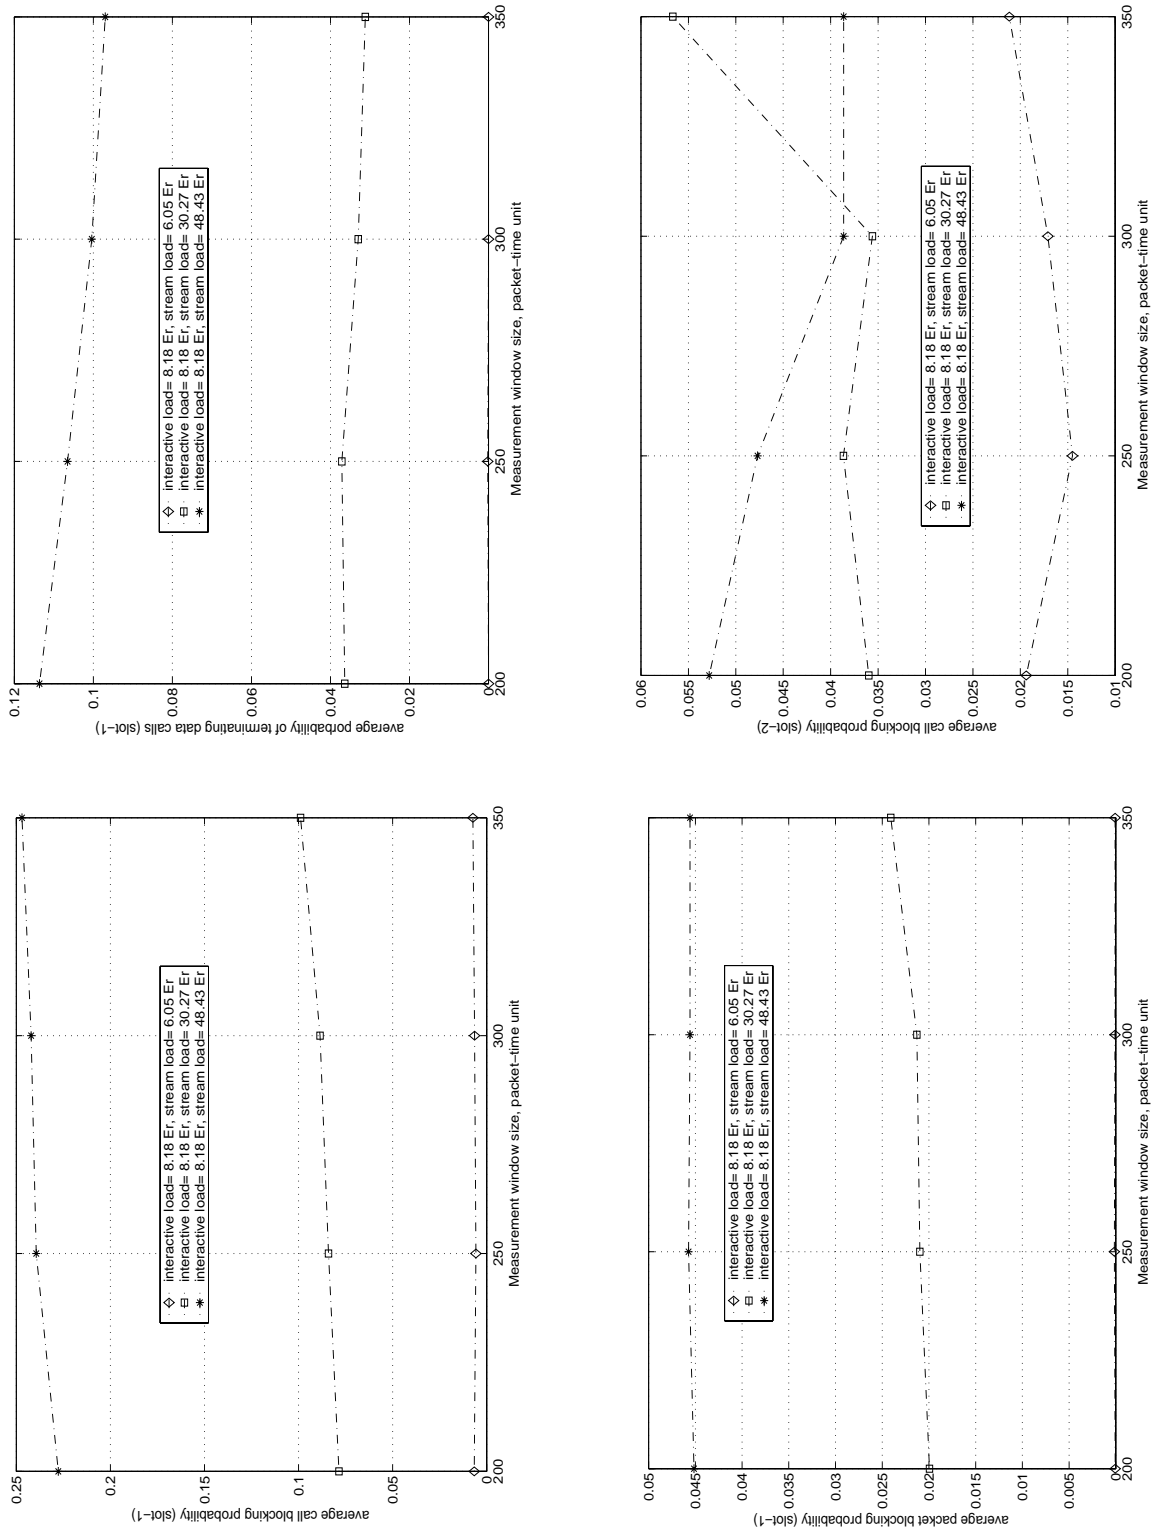 average call blocking probability (slot−1)
0.25
0.2
0.15
0.1
0.05
interactive load= 8.18 Er, stream load= 6.05 Er
interactive load= 8.18 Er, stream load= 30.27 Er
interactive load= 8.18 Er, stream load= 48.43 Er
200
250
300
350
Measurement window size, packet−time unit
average porbability of terminating data calls (slot−1)
0.12
0.1
0.08
0.06
0.04
0.02
0
interactive load= 8.18 Er, stream load= 6.05 Er
interactive load= 8.18 Er, stream load= 30.27 Er
interactive load= 8.18 Er, stream load= 48.43 Er
200
250
300
350
Measurement window size, packet−time unit
average packet blocking probability (slot−1)
0.05
0.045
0.04
0.035
0.03
0.025
0.02
0.015
0.01
0.005
0
interactive load= 8.18 Er, stream load= 6.05 Er
interactive load= 8.18 Er, stream load= 30.27 Er
interactive load= 8.18 Er, stream load= 48.43 Er
200
250
300
350
Measurement window size, packet−time unit
average call blocking probability (slot−2)
0.06
0.055
0.05
0.045
0.04
0.035
0.03
0.025
0.02
0.015
0.01
interactive load= 8.18 Er, stream load= 6.05 Er
interactive load= 8.18 Er, stream load= 30.27 Er
interactive load= 8.18 Er, stream load= 48.43 Er
200
250
300
350
Measurement window size, packet−time unit